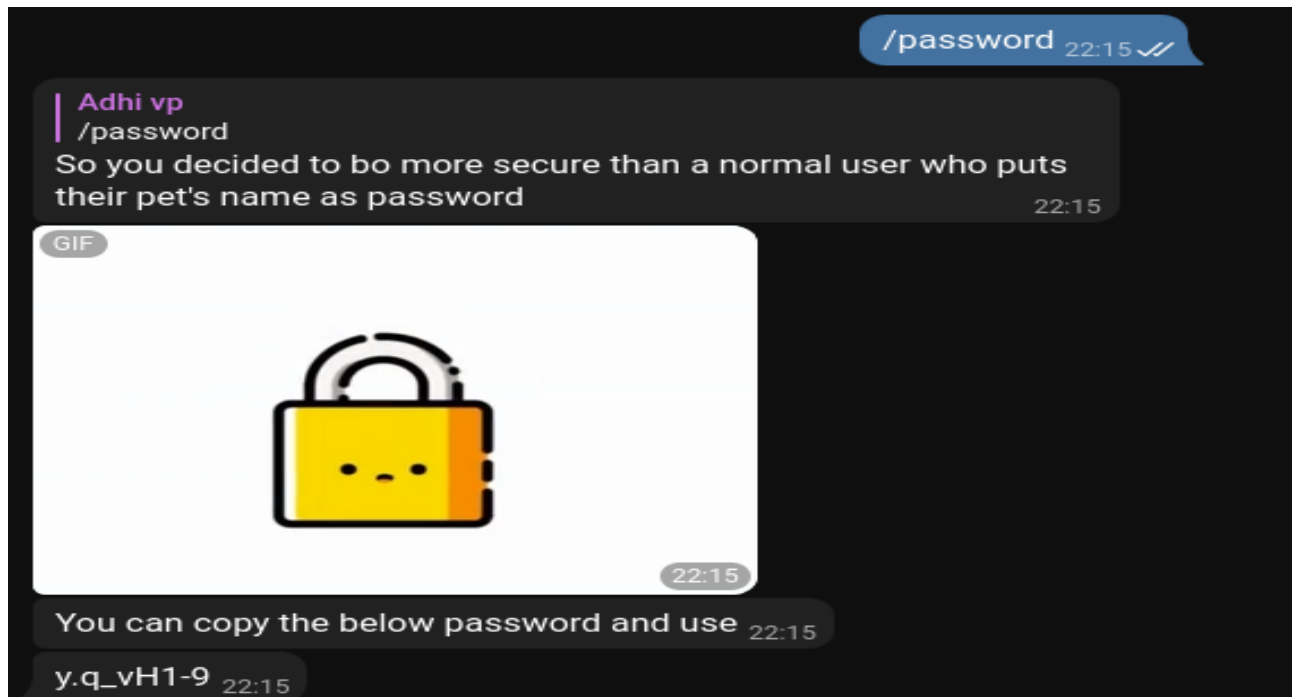 /password 22:15
Adhi vp
/password
So you decided to bo more secure than a normal user who puts
their pet's name as password
22:15
GIF
22:15
You can copy the below password and use 22:15
y.q_vH1-9 22:15